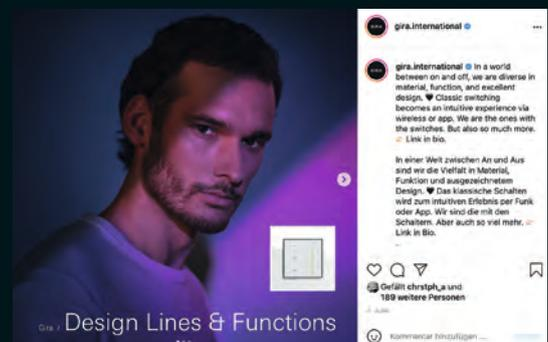 gira.international
gira.international In a world
between on and off, we are diverse in
material, function, and excellent
design. 🖤 Classic switching
becomes an intuitive experience via
wireless or app. We are the ones with
the switches. But also so much more.
👉 Link in bio.
In einer Welt zwischen An und Aus
sind wir die Vielfalt in Material,
Funktion und ausgezeichnetem
Design. 🖤 Das klassische Schalten
wird zum intuitiven Erlebnis per Funk
oder App. Wir sind die mit den
Schaltern. Aber auch so viel mehr. 👉
Link in Bio.
Gefällt chrstph_a und
189 weitere Personen
Kommentar hinzufügen ...
Gira / Design Lines & Functions